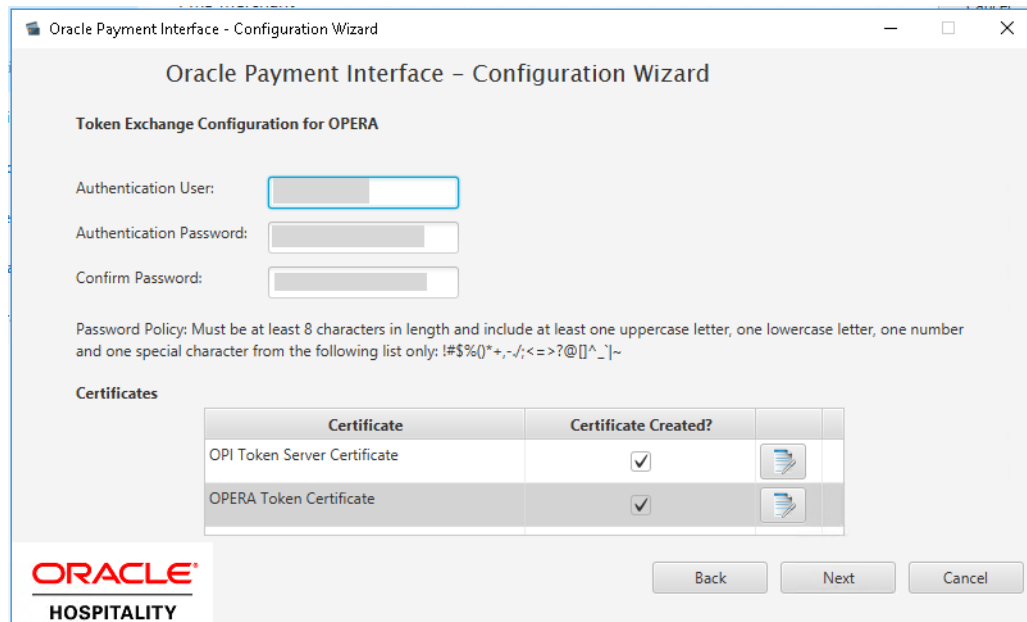 Oracle Payment Interface - Configuration Wizard
Oracle Payment Interface – Configuration Wizard
Token Exchange Configuration for OPERA
Authentication User:
Authentication Password:
Confirm Password:
Password Policy: Must be at least 8 characters in length and include at least one uppercase letter, one lowercase letter, one number
and one special character from the following list only: !#$%()*+,-./;<=>?@[]^_`|~
Certificates
Certificate Certificate Created?
OPI Token Server Certificate
OPERA Token Certificate
ORACLE®
HOSPITALITY
Back Next Cancel